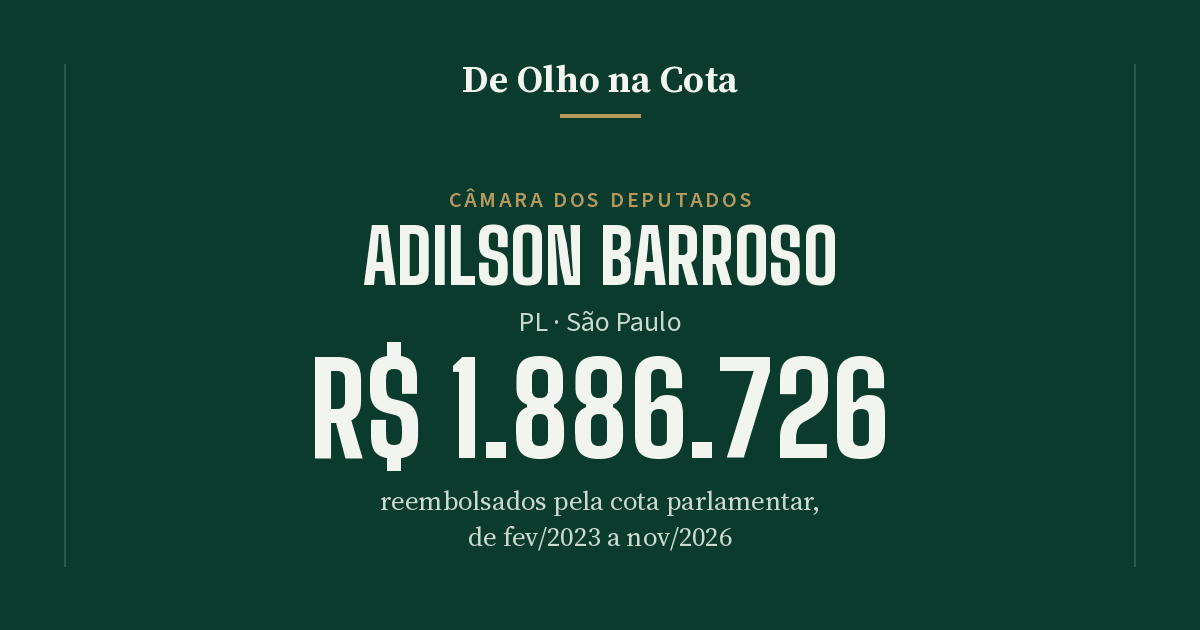 De Olho na Cota
CÂMARA DOS DEPUTADOS
ADILSON BARROSO
PL · São Paulo
R$ 1.886.726
reembolsados pela cota parlamentar,
de fev/2023 a nov/2026